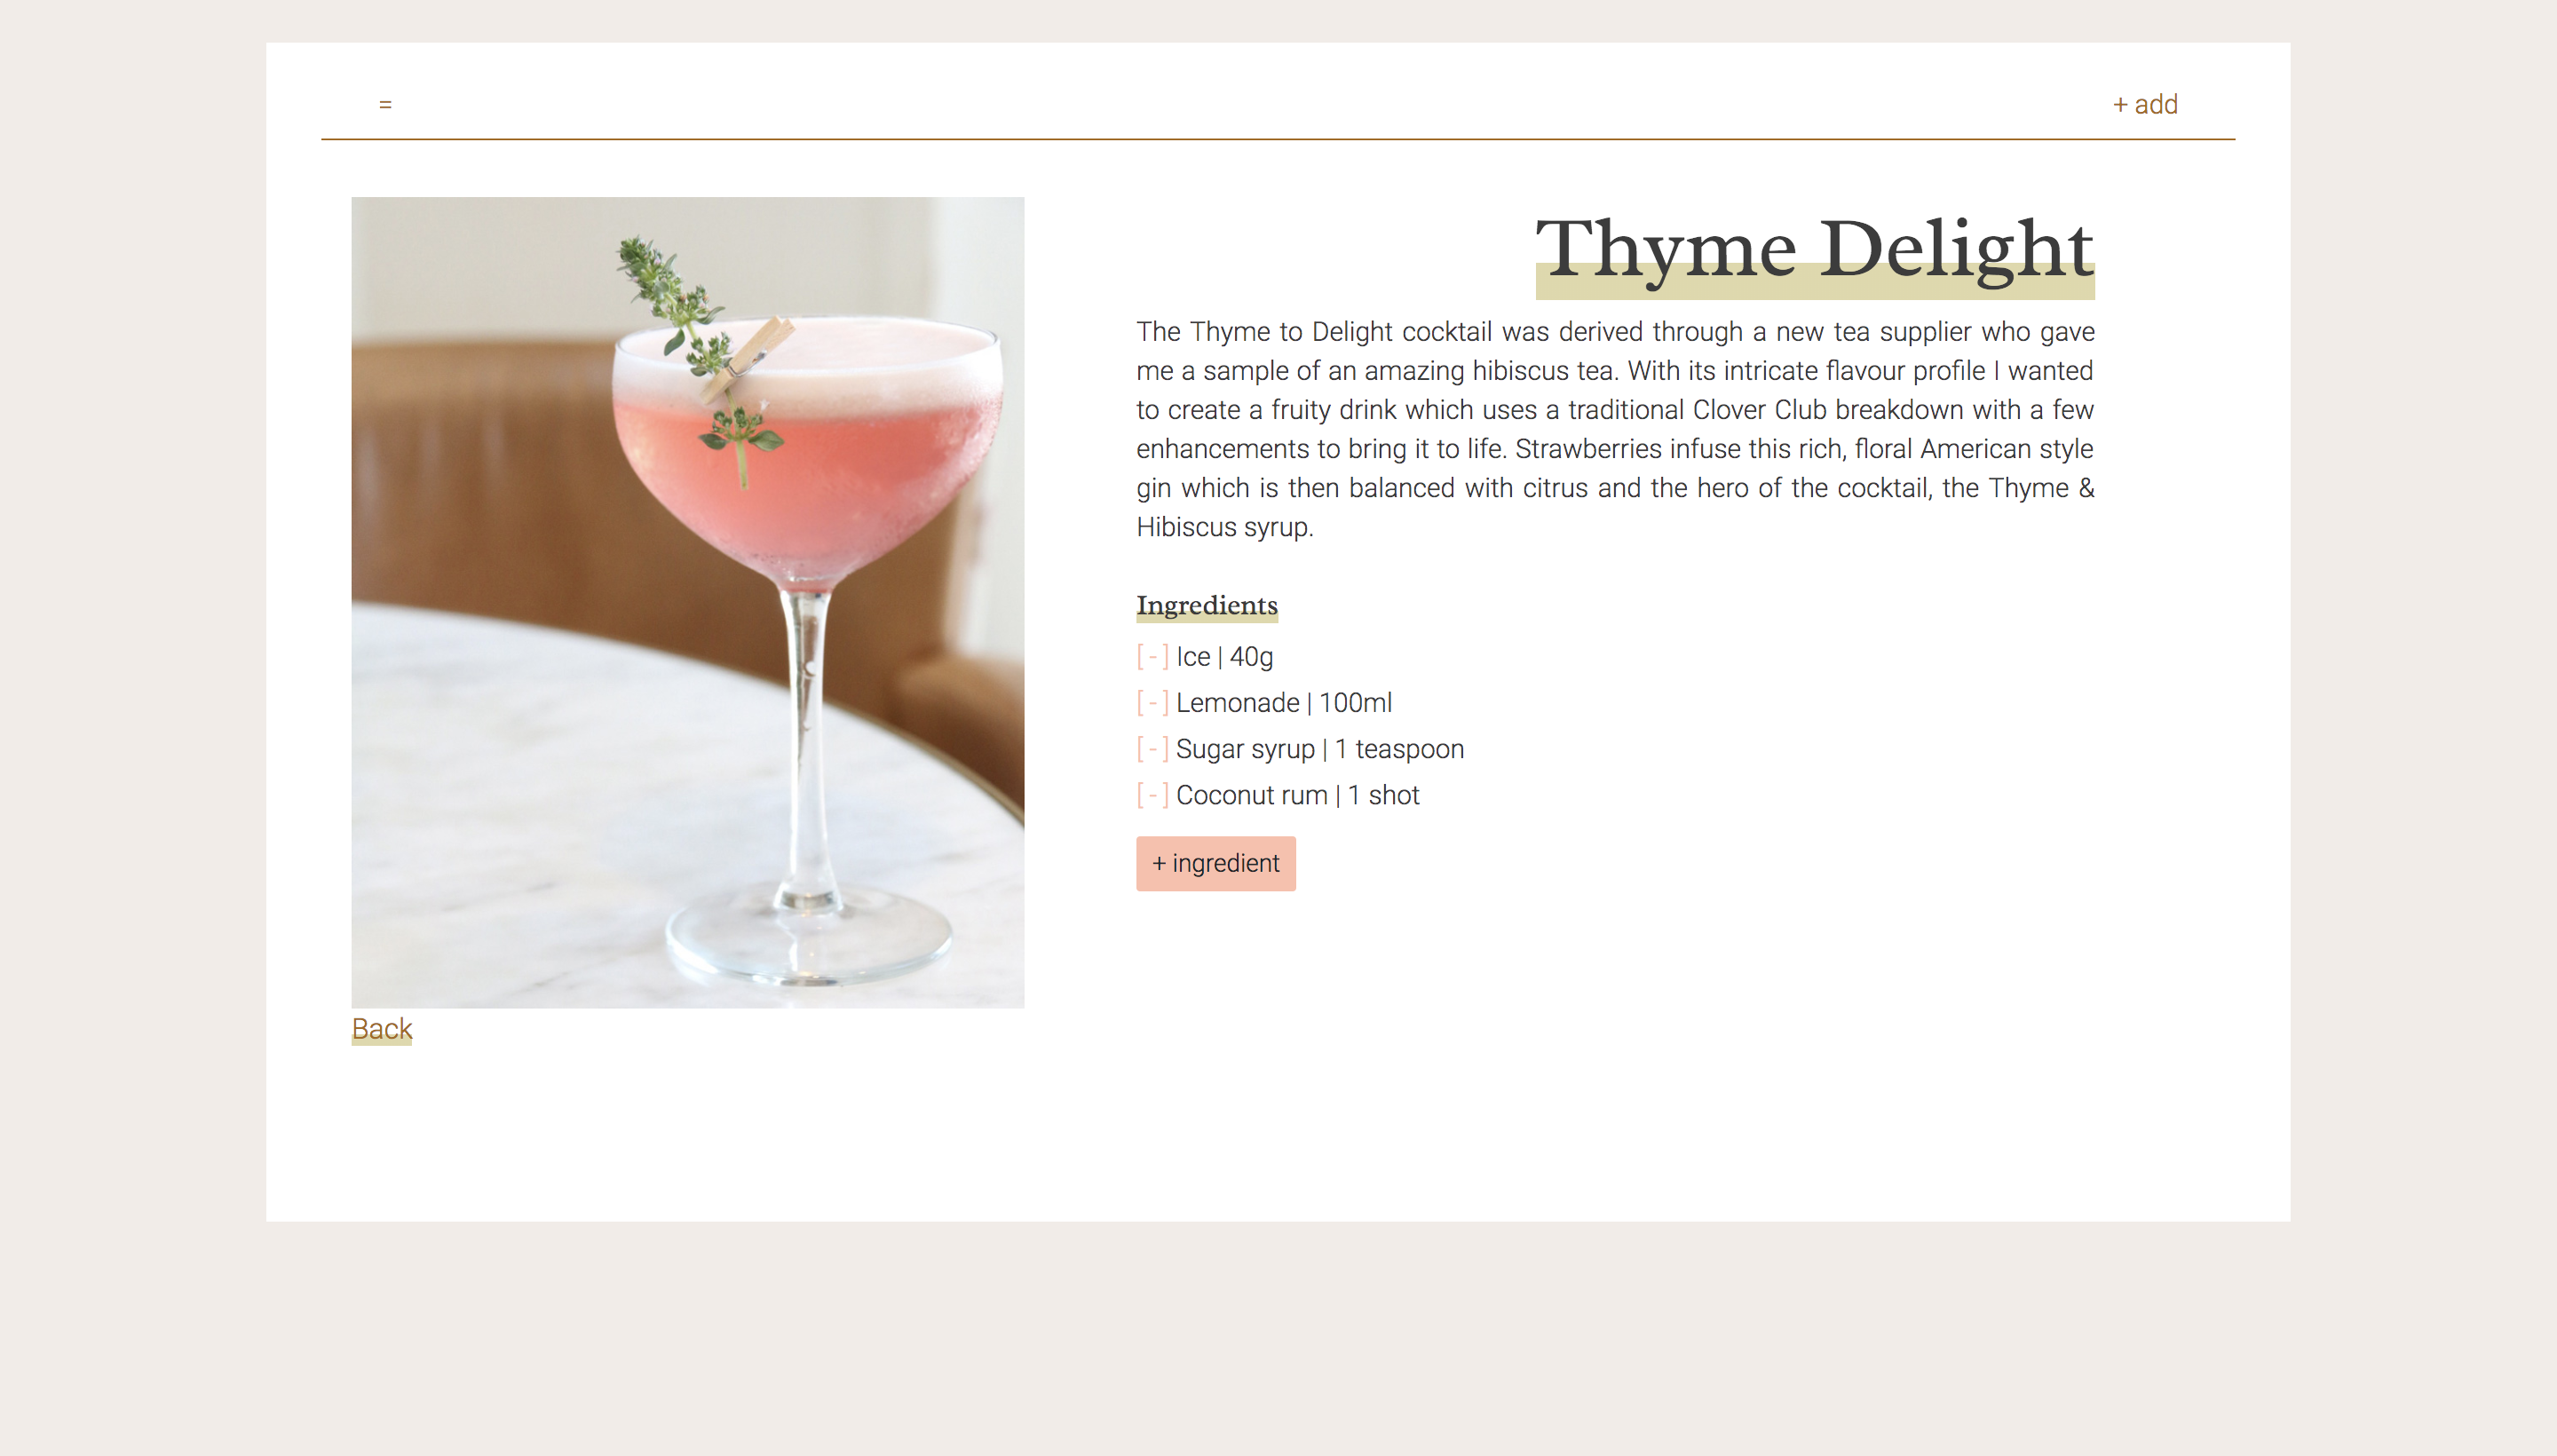 =
+ add
Thyme Delight
The Thyme to Delight cocktail was derived through a new tea supplier who gave
me a sample of an amazing hibiscus tea. With its intricate flavour profile I wanted
to create a fruity drink which uses a traditional Clover Club breakdown with a few
enhancements to bring it to life. Strawberries infuse this rich, floral American style
gin which is then balanced with citrus and the hero of the cocktail, the Thyme &
Hibiscus syrup.
Ingredients
[ - ] Ice | 40g
[ - ] Lemonade | 100ml
[ - ] Sugar syrup | 1 teaspoon
[ - ] Coconut rum | 1 shot
+ ingredient
Back